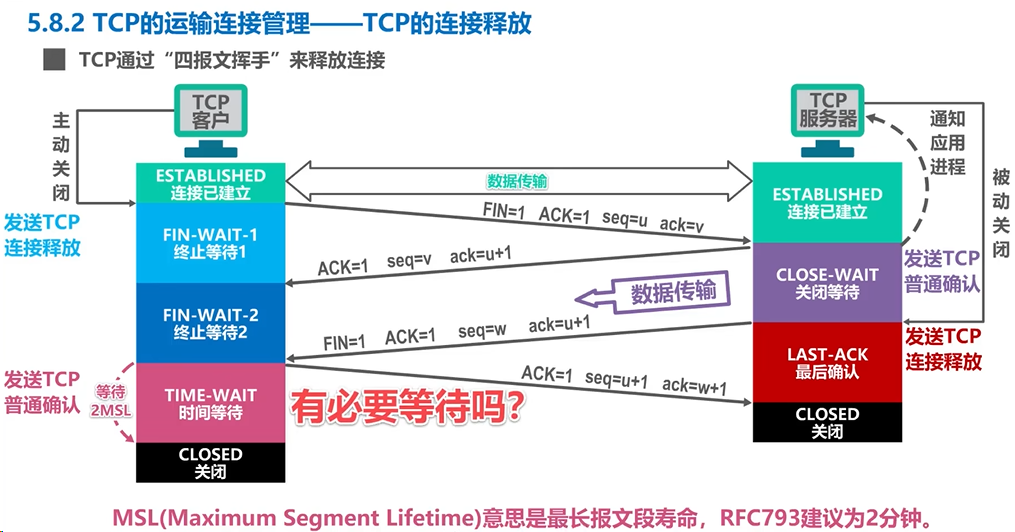 5.8.2 TCP的运输连接管理——TCP的连接释放
TCP通过“四报文挥手”来释放连接
TCP
客户
TCP
服务器
主动关闭
通知
应用
进程
被动关闭
ESTABLISHED
连接已建立
数据传输
ESTABLISHED
连接已建立
发送TCP
连接释放
FIN=1 ACK=1 seq=u ack=v
FIN-WAIT-1
终止等待1
ACK=1 seq=v ack=u+1
CLOSE-WAIT
关闭等待
发送TCP
普通确认
数据传输
FIN-WAIT-2
终止等待2
FIN=1 ACK=1 seq=w ack=u+1
LAST-ACK
最后确认
发送TCP
连接释放
发送TCP
普通确认
等待
2MSL
TIME-WAIT
时间等待
有必要等待吗?
ACK=1 seq=u+1 ack=w+1
CLOSED
关闭
CLOSED
关闭
MSL(Maximum Segment Lifetime)意思是最长报文段寿命，RFC793建议为2分钟。